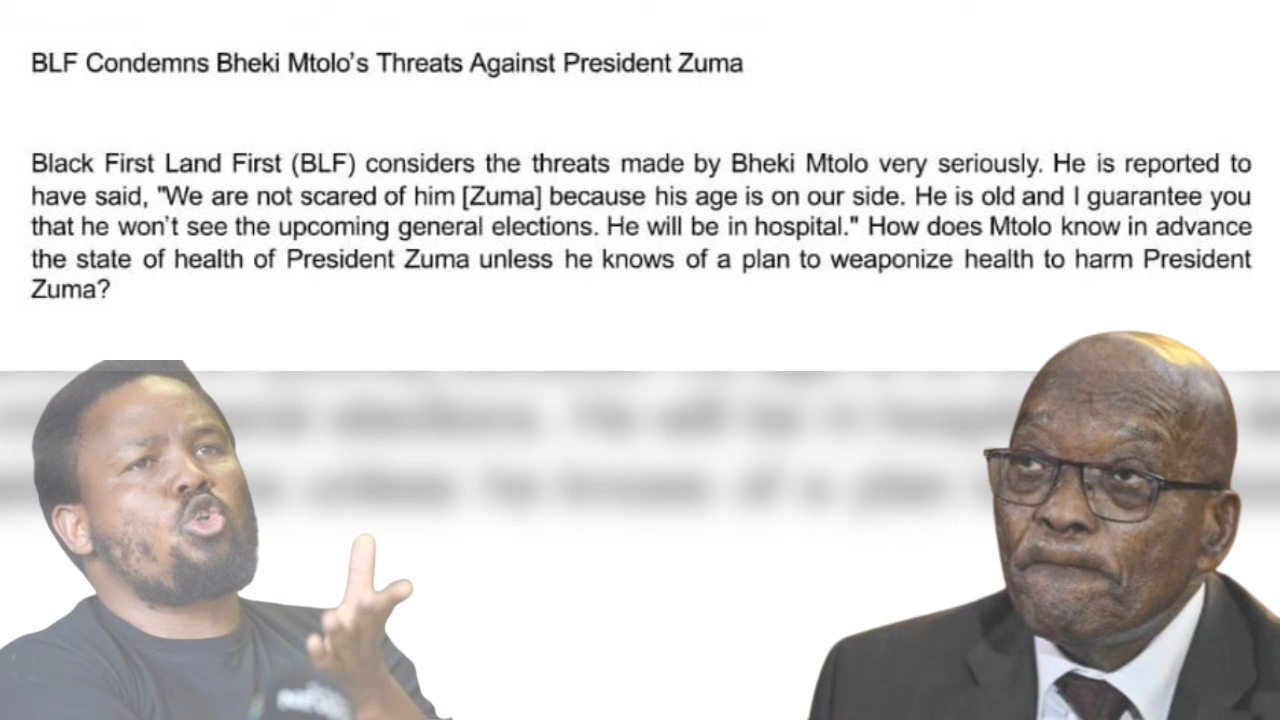 BLF Condemns Bheki Mtolo’s Threats Against President Zuma
Black First Land First (BLF) considers the threats made by Bheki Mtolo very seriously. He is reported to
have said, "We are not scared of him [Zuma] because his age is on our side. He is old and I guarantee you
that he won’t see the upcoming general elections. He will be in hospital." How does Mtolo know in advance
the state of health of President Zuma unless he knows of a plan to weaponize health to harm President
Zuma?